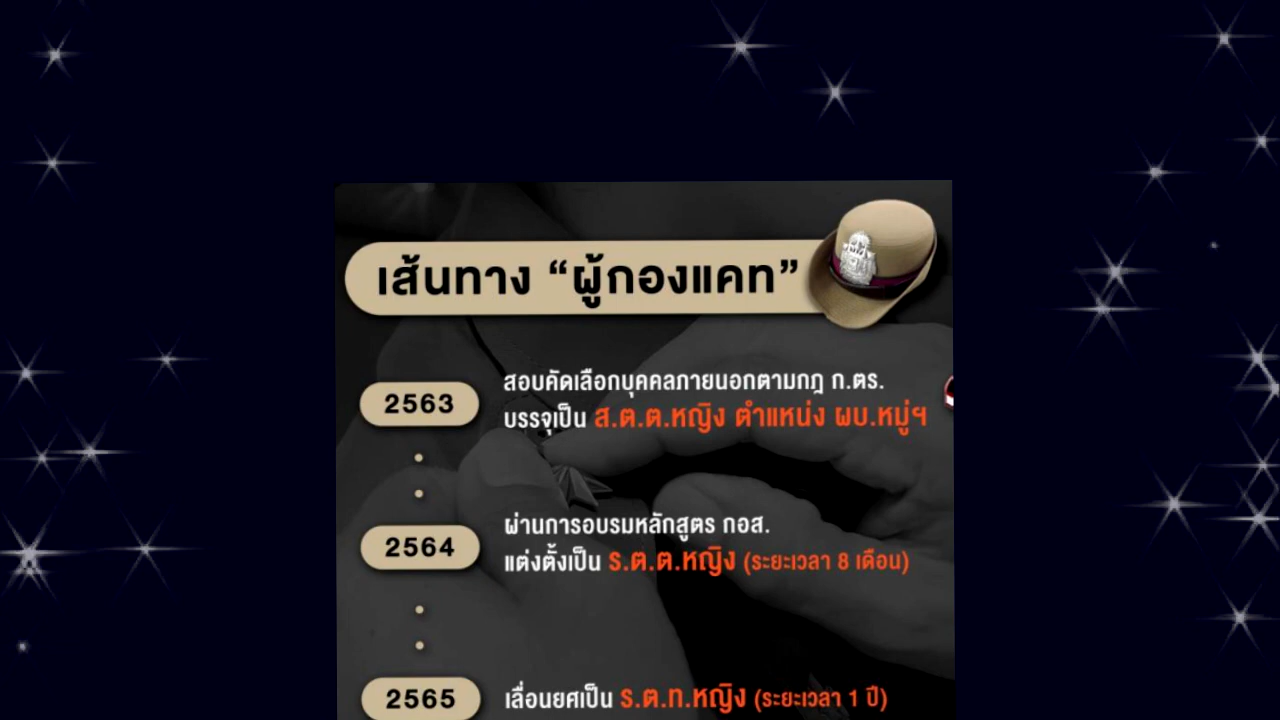 เส้นทาง “ผู้กองแคท”
2563
สอบคัดเลือกบุคคลภายนอกตามกฎ ก.ตร.
บรรจุเป็น ส.ต.ต.หญิง ตำแหน่ง ผบ.หมู่ฯ
2564
ผ่านการอบรมหลักสูตร กอส.
แต่งตั้งเป็น ร.ต.ต.หญิง (ระยะเวลา 8 เดือน)
2565
เลื่อนยศเป็น ร.ต.ท.หญิง (ระยะเวลา 1 ปี)